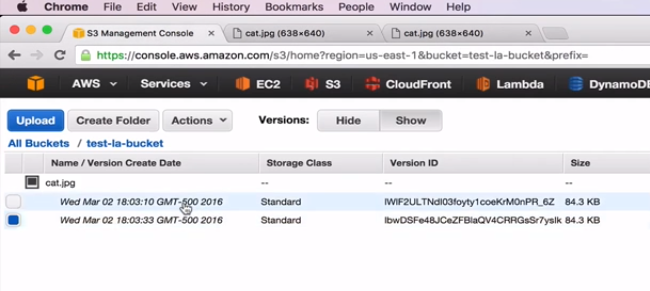 Chrome File Edit View History Bookmarks People Window Help
S3 Management Console × cat.jpg (638×640) × cat.jpg (638×640) ×
https://console.aws.amazon.com/s3/home?region=us-east-1&bucket=test-la-bucket&prefix=
AWS Services EC2 S3 CloudFront Lambda
Upload Create Folder Actions Versions: Hide Show
All Buckets / test-la-bucket
Name / Version Create Date Storage Class Version ID Size
cat.jpg -- -- --
Wed Mar 02 18:03:10 GMT-500 2016 Standard 84.3 KB
Wed Mar 02 18:03:33 GMT-500 2016 Standard 84.3 KB